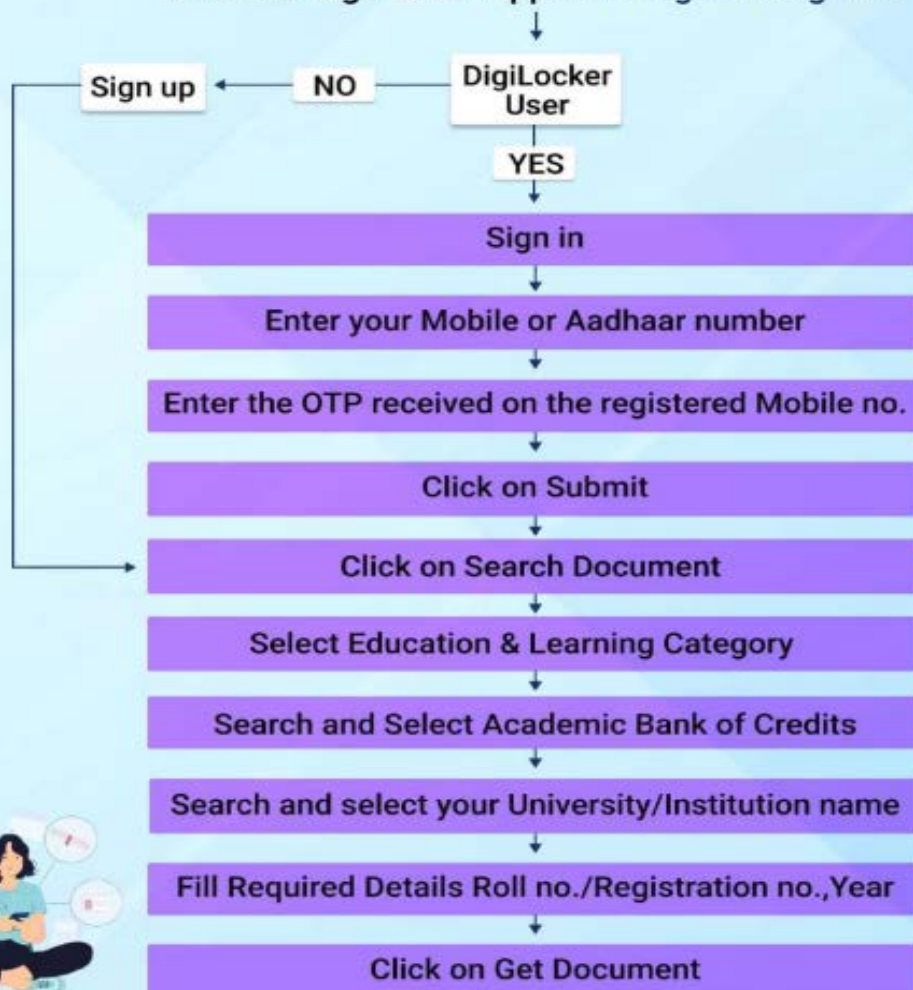 DigiLocker
User
NO
Sign up
YES
Sign in
Enter your Mobile or Aadhaar number
Enter the OTP received on the registered Mobile no.
Click on Submit
Click on Search Document
Select Education & Learning Category
Search and Select Academic Bank of Credits
Search and select your University/Institution name
Fill Required Details Roll no./Registration no.,Year
Click on Get Document